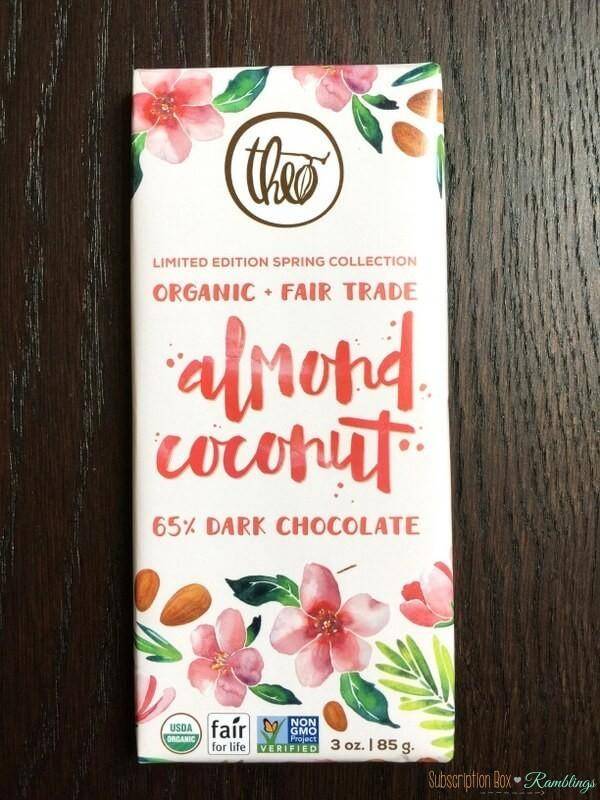 theo
LIMITED EDITION SPRING COLLECTION
ORGANIC + FAIR TRADE
almond
coconut
65% DARK CHOCOLATE
USDA
ORGANIC
fair
for life
NON
GMO
Project
VERIFIED
3 oz. | 85 g.
Subscription Box ♥ Ramblings